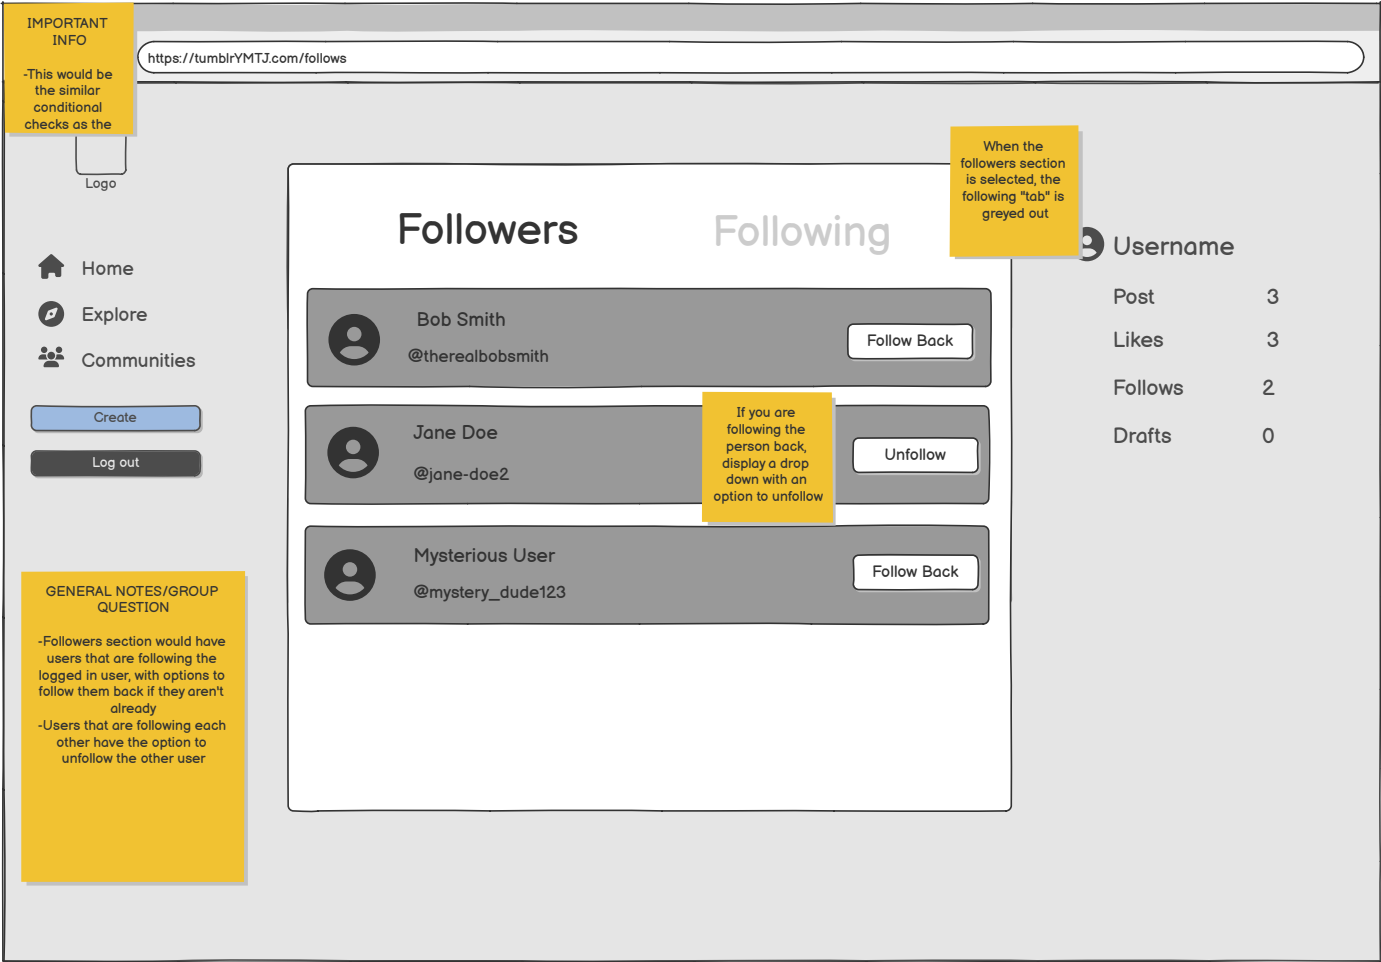 IMPORTANT
INFO
-This would be
the similar
conditional
checks as the
https://tumblrYMTJ.com/follows
Logo
Home
Explore
Communities
Create
Log out
GENERAL NOTES/GROUP
QUESTION
-Followers section would have
users that are following the
logged in user, with options to
follow them back if they aren't
already
-Users that are following each
other have the option to
unfollow the other user
Followers
Following
Bob Smith
@therealbobsmith
Follow Back
Jane Doe
@jane-doe2
If you are
following the
person back,
display a drop
down with an
option to unfollow
Unfollow
Mysterious User
@mystery_dude123
Follow Back
When the
followers section
is selected, the
following "tab" is
greyed out
Username
Post 3
Likes 3
Follows 2
Drafts 0